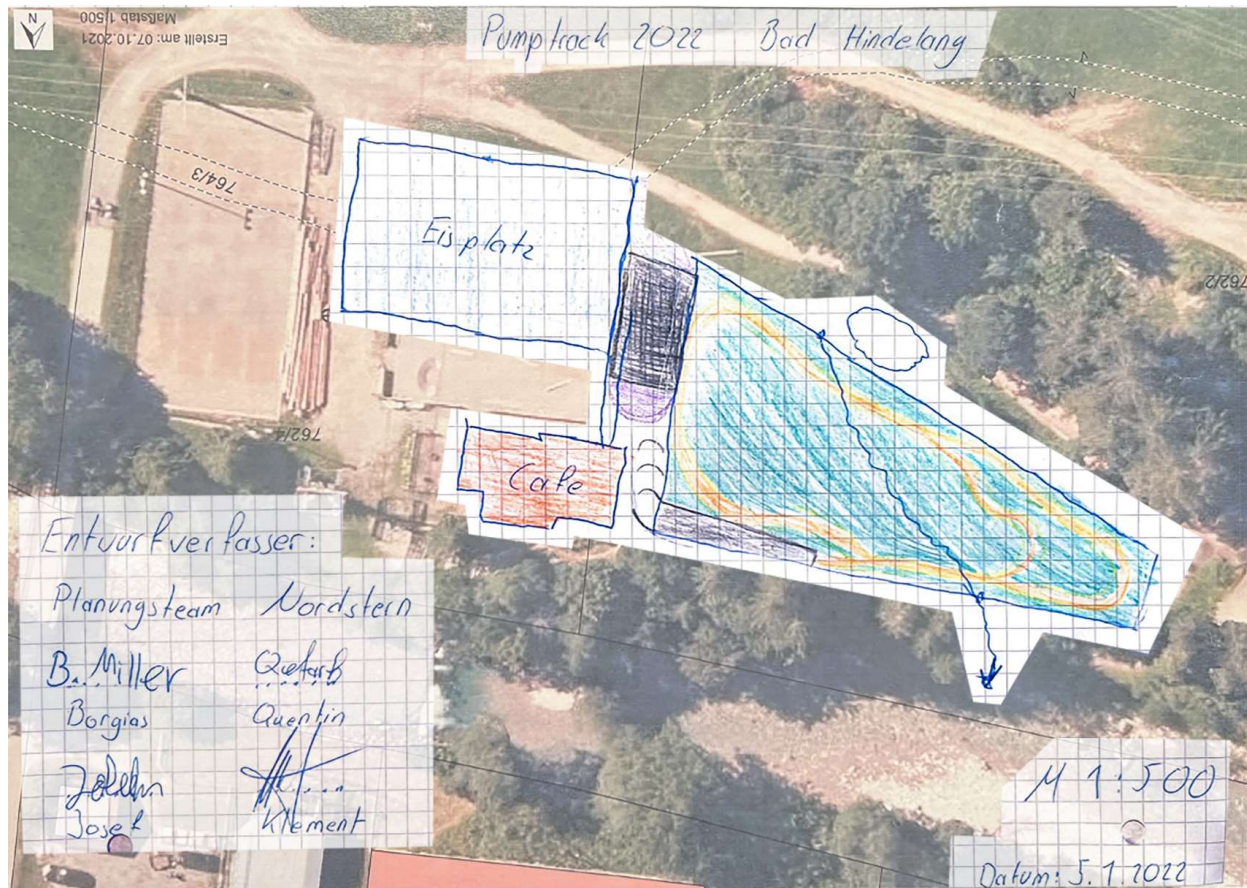 N
Maßstab 1:500
Erstellt am: 07.10.2021
Pumptrack 2022 Bad Hindelang
764/3
Eisplatz
762/2
762/4
Cafe
Entwurfverfasser:
Planungsteam Nordstern
B. Miller
Borgias Quentin
Josef Klement
M 1:500
Datum: 5.1.2022